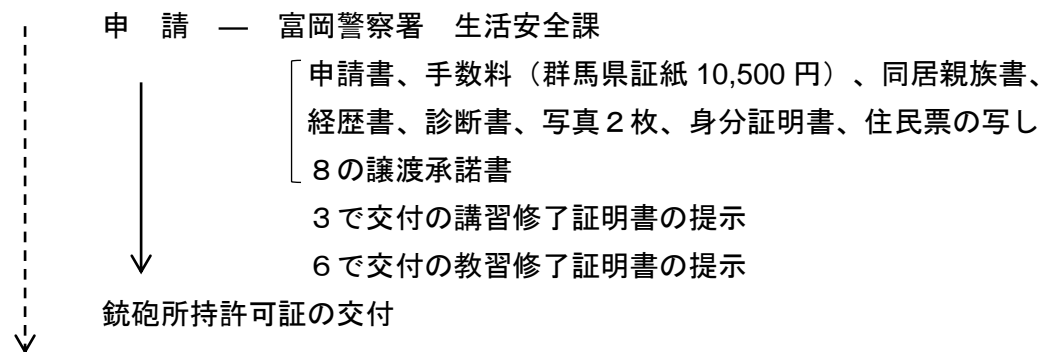 申　請　―　富岡警察署　生活安全課
申請書、手数料（群馬県証紙 10,500 円）、同居親族書、
経歴書、診断書、写真２枚、身分証明書、住民票の写し
８の譲渡承諾書
３で交付の講習修了証明書の提示
６で交付の教習修了証明書の提示
銃砲所持許可証の交付